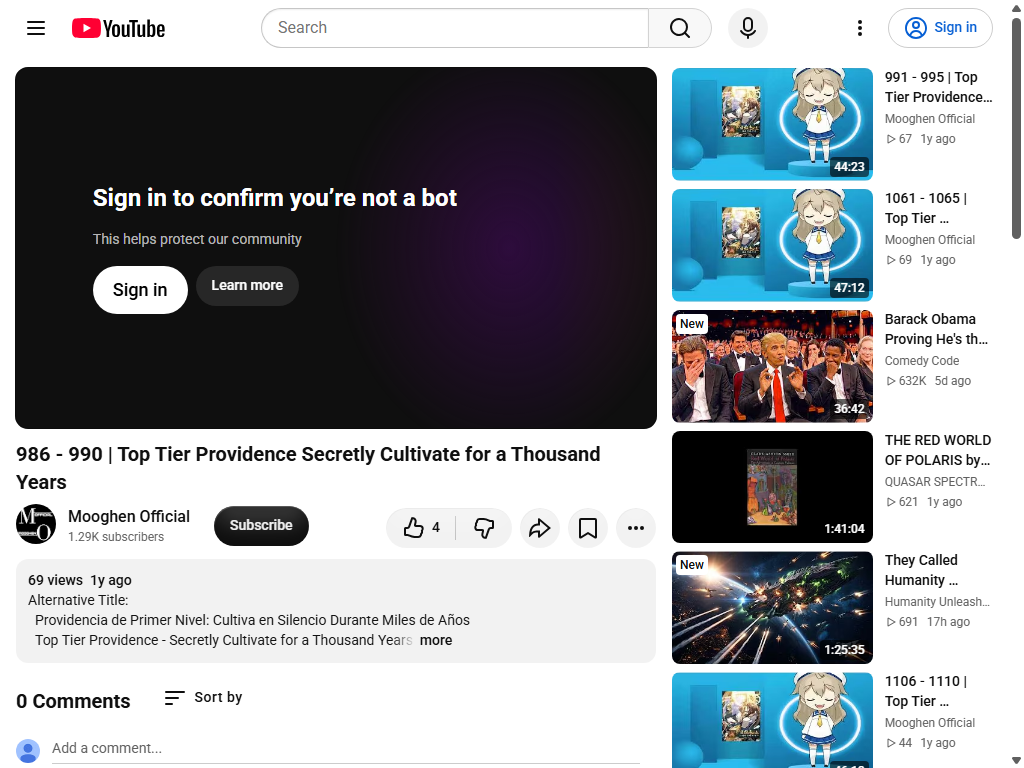 YouTube
Search
Sign in
Sign in to confirm you’re not a bot
This helps protect our community
Sign in
Learn more
986 - 990 | Top Tier Providence Secretly Cultivate for a Thousand
Years
Mooghen Official
1.29K subscribers
Subscribe
4
69 views 1y ago
Alternative Title:
Providencia de Primer Nivel: Cultiva en Silencio Durante Miles de Años
Top Tier Providence - Secretly Cultivate for a Thousand Years more
0 Comments
Sort by
Add a comment...
44:23
991 - 995 | Top
Tier Providence...
Mooghen Official
67 1y ago
47:12
1061 - 1065 |
Top Tier ...
Mooghen Official
69 1y ago
New
36:42
Barack Obama
Proving He's th...
Comedy Code
632K 5d ago
1:41:04
THE RED WORLD
OF POLARIS by...
QUASAR SPECTR...
621 1y ago
New
1:25:35
They Called
Humanity ...
Humanity Unleash...
691 17h ago
1106 - 1110 |
Top Tier ...
Mooghen Official
44 1y ago